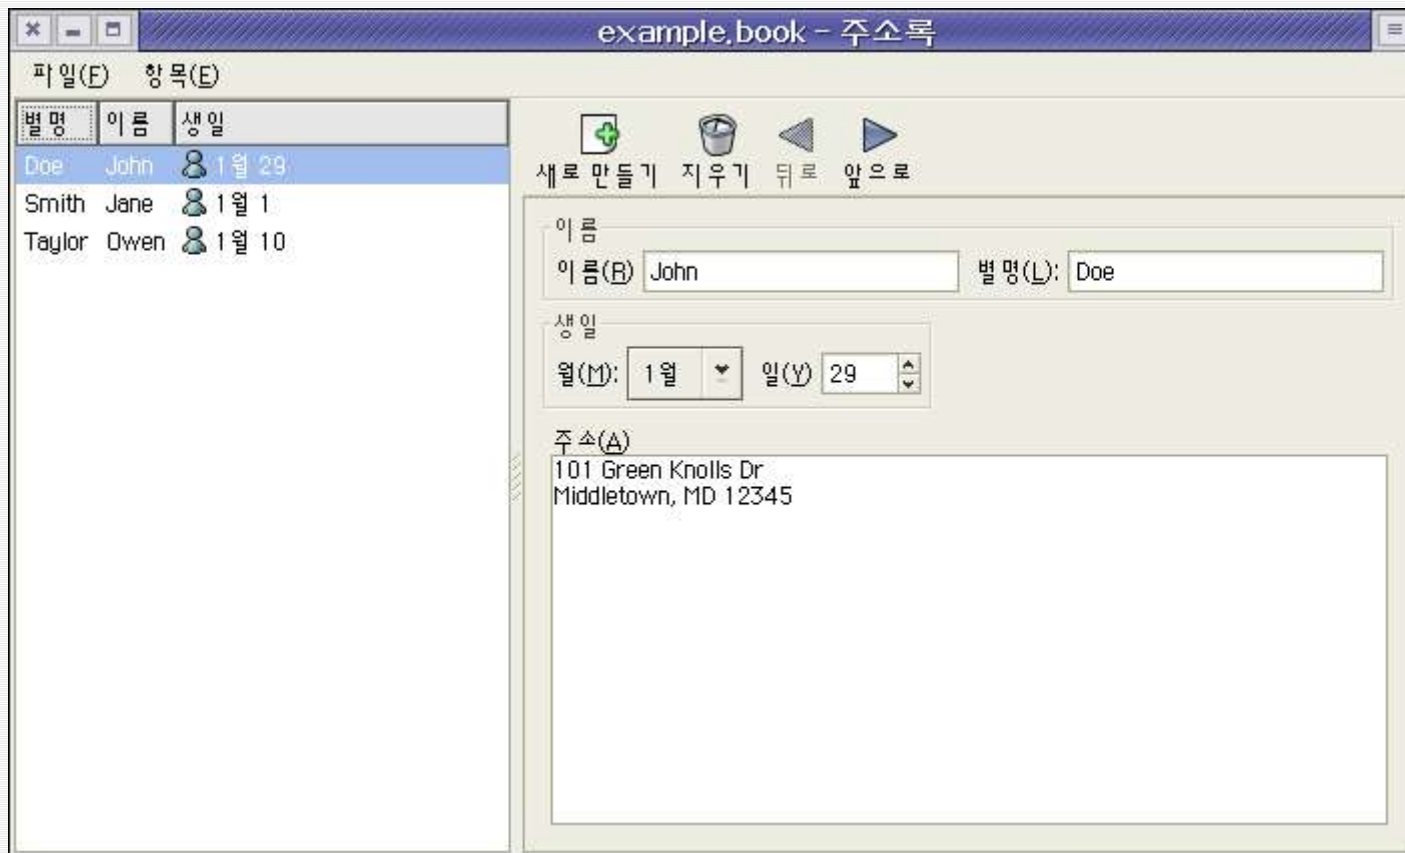 example.book - 주소록
파일(F) 항목(E)
별명 이름 생일
Doe John 1월 29
Smith Jane 1월 1
Taylor Owen 1월 10
새로 만들기 지우기 뒤로 앞으로
이름
이름(R) John 별명(L): Doe
생일
월(M): 1월 일(Y) 29
주소(A)
101 Green Knolls Dr
Middletown, MD 12345